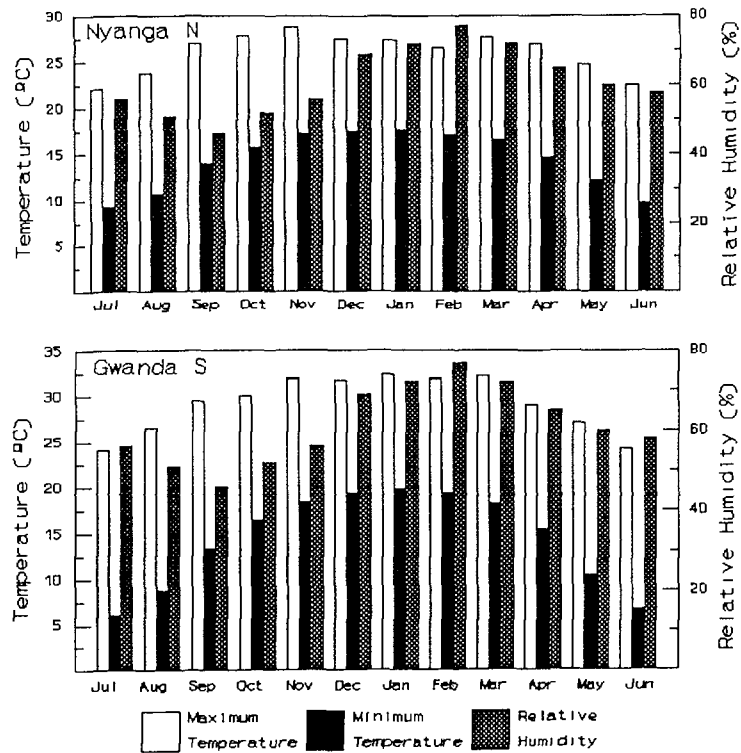 Nyanga N
Temperature (ºC)
30
25
20
15
10
5
80
60
40
20
Relative Humidity (%)
Jul Aug Sep Oct Nov Dec Jan Feb Mar Apr May Jun
Gwanda S
Temperature (ºC)
35
30
25
20
15
10
5
80
60
40
20
Relative Humidity (%)
Jul Aug Sep Oct Nov Dec Jan Feb Mar Apr May Jun
Maximum Temperature
Minimum Temperature
Relative Humidity